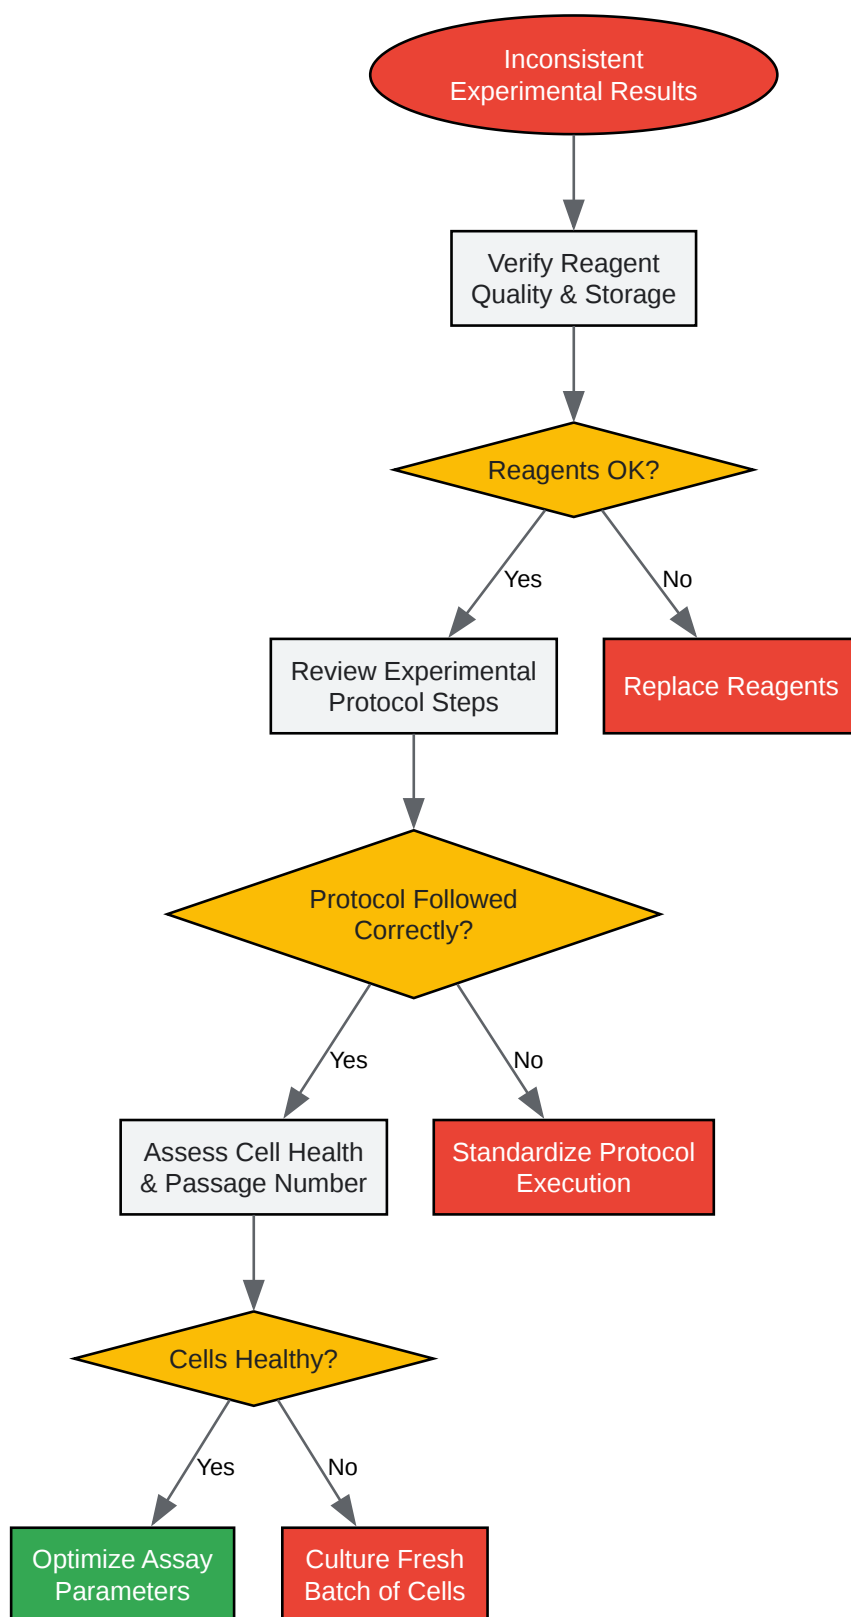 Inconsistent
Experimental Results
Verify Reagent
Quality & Storage
Reagents OK?
Yes
No
Review Experimental
Protocol Steps
Replace Reagents
Protocol Followed
Correctly?
Yes
No
Assess Cell Health
& Passage Number
Standardize Protocol
Execution
Cells Healthy?
Yes
No
Optimize Assay
Parameters
Culture Fresh
Batch of Cells